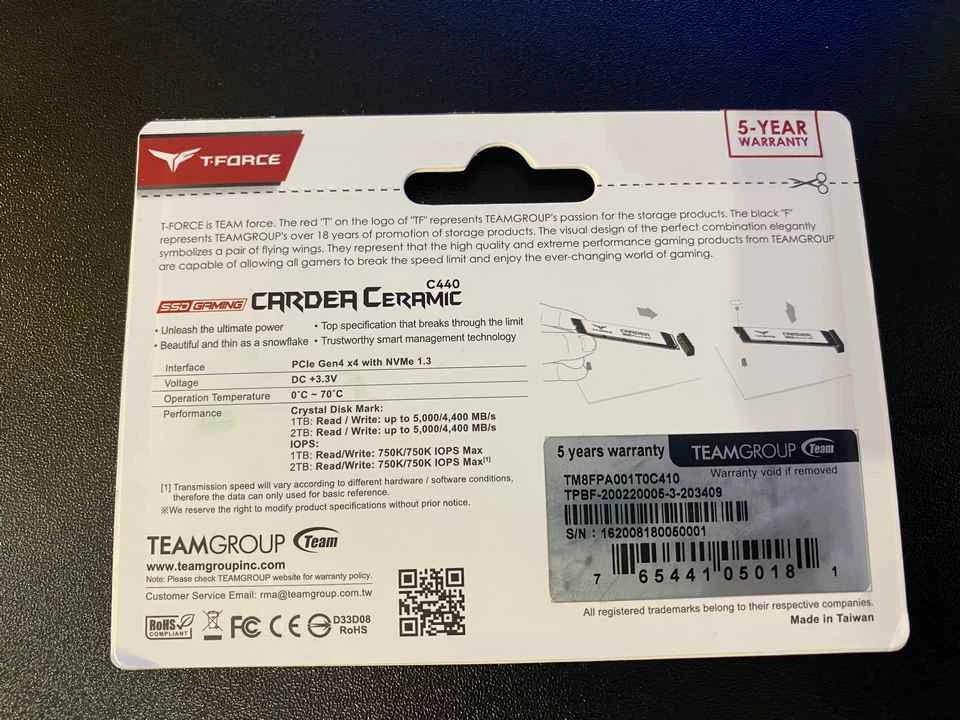 T-FORCE
5-YEAR
WARRANTY
T-FORCE is TEAM force. The red "T" on the logo of "TF" represents TEAMGROUP's passion for the storage products. The black "F"
represents TEAMGROUP's over 18 years of promotion of storage products. The visual design of the perfect combination elegantly
symbolizes a pair of flying wings. They represent that the high quality and extreme performance gaming products from TEAMGROUP
are capable of allowing all gamers to break the speed limit and enjoy the ever-changing world of gaming.
SSD GAMING CARDEA CERAMIC C440
• Unleash the ultimate power • Top specification that breaks through the limit
• Beautiful and thin as a snowflake • Trustworthy smart management technology
Interface PCIe Gen4 x4 with NVMe 1.3
Voltage DC +3.3V
Operation Temperature 0˚C ~ 70˚C
Performance Crystal Disk Mark:
1TB: Read / Write: up to 5,000/4,400 MB/s
2TB: Read / Write: up to 5,000/4,400 MB/s
IOPS:
1TB: Read/Write: 750K/750K IOPS Max
2TB: Read/Write: 750K/750K IOPS Max[1]
[1] Transmission speed will vary according to different hardware / software conditions,
therefore the data can only used for basic reference.
※We reserve the right to modify product specifications without prior notice.
TEAMGROUP Team
www.teamgroupinc.com
Note: Please check TEAMGROUP website for warranty policy.
Customer Service Email: rma@teamgroup.com.tw
RoHS
COMPLIANT
FC CE
D33D08
RoHS
5 years warranty TEAMGROUP Team
Warranty void if removed
TM8FPA001T0C410
TPBF-200220005-3-203409
S/N : 162008180050001
7 65441 05018 1
All registered trademarks belong to their respective companies.
Made in Taiwan